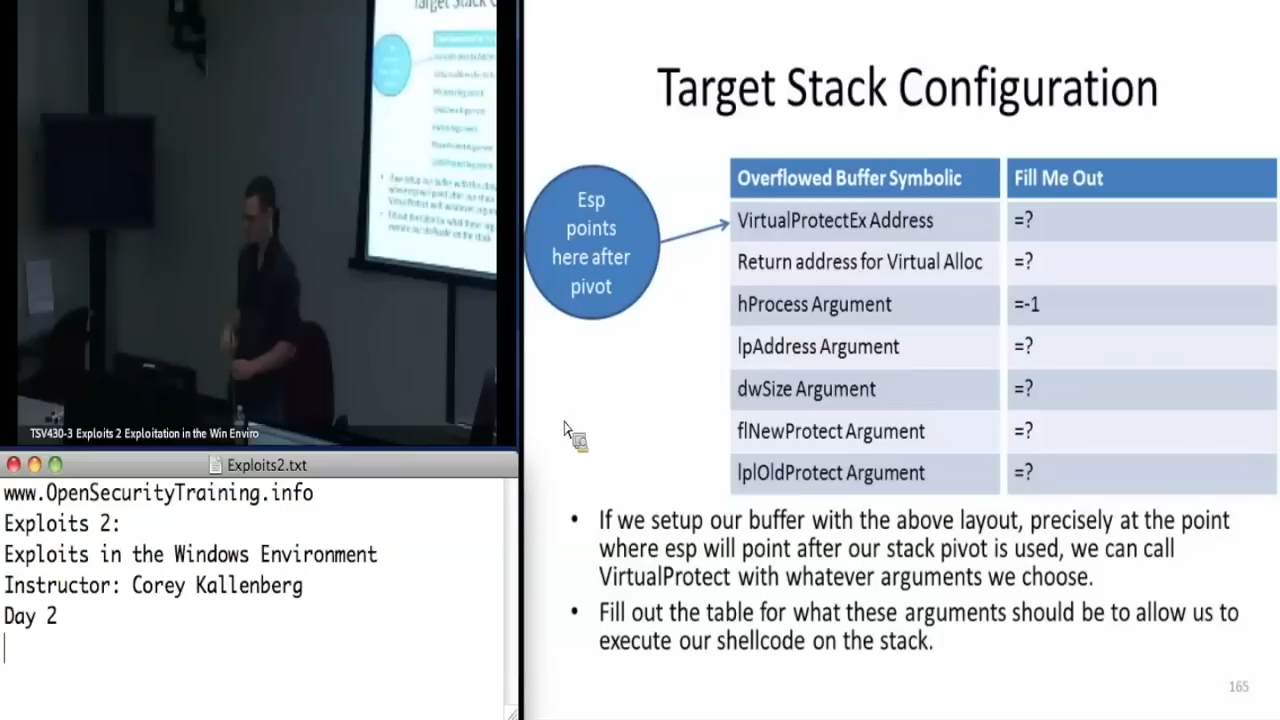 Target Stack Configuration
Esp
points
here after
pivot
Overflowed Buffer Symbolic Fill Me Out
VirtualProtectEx Address =?
Return address for Virtual Alloc =?
hProcess Argument =-1
lpAddress Argument =?
dwSize Argument =?
flNewProtect Argument =?
lplOldProtect Argument =?
• If we setup our buffer with the above layout, precisely at the point
where esp will point after our stack pivot is used, we can call
VirtualProtect with whatever arguments we choose.
• Fill out the table for what these arguments should be to allow us to
execute our shellcode on the stack.
165
TSV430-3 Exploits 2 Exploitation in the Win Enviro
Exploits2.txt
www.OpenSecurityTraining.info
Exploits 2:
Exploits in the Windows Environment
Instructor: Corey Kallenberg
Day 2